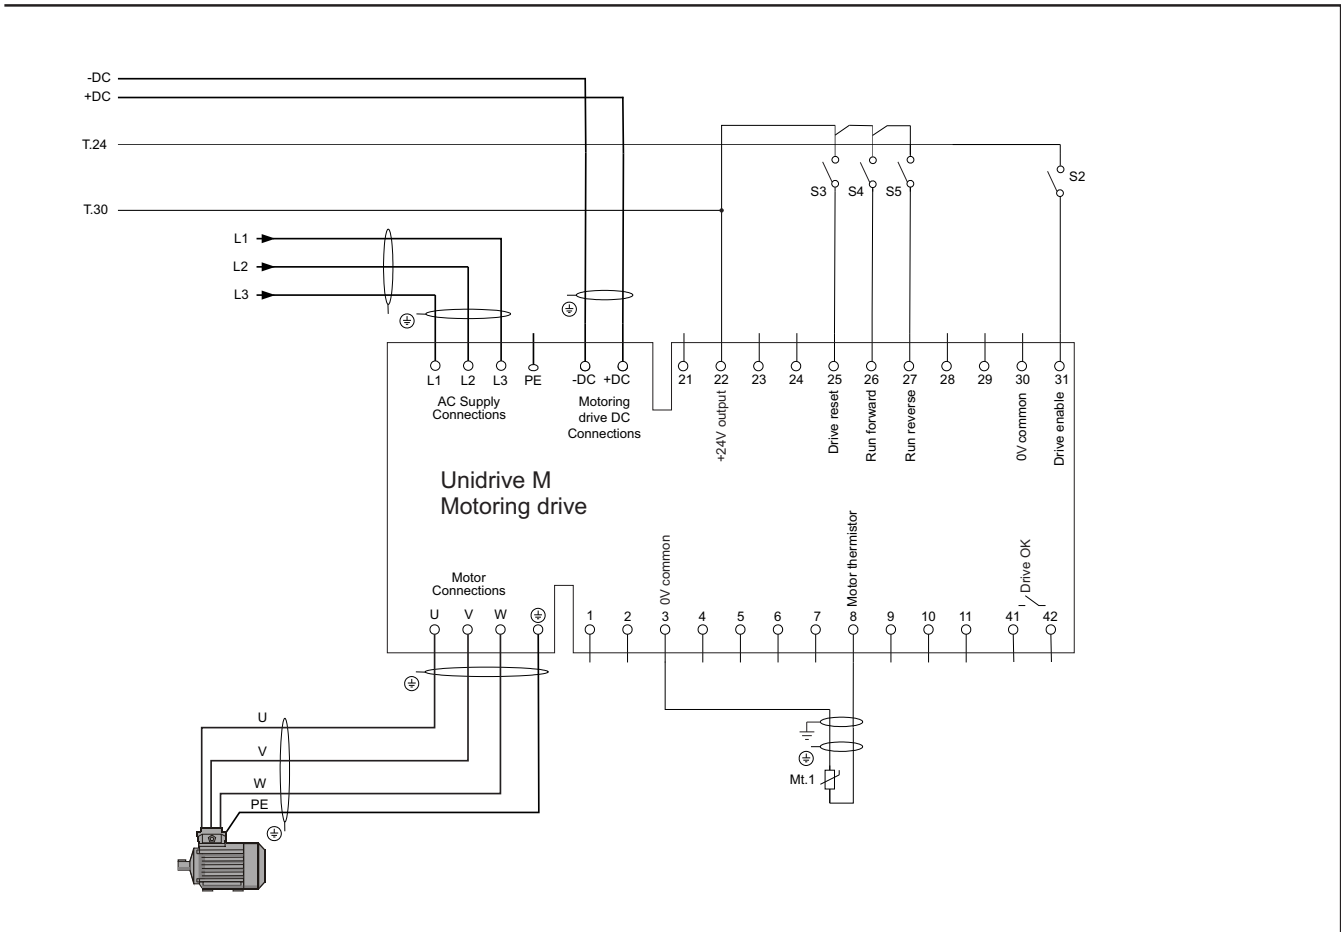 -DC
+DC
T.24
T.30
S3 S4 S5 S2
L1
L2
L3
L1 L2 L3 PE -DC +DC 21 22 23 24 25 26 27 28 29 30 31
AC Supply
Connections
Motoring
drive DC
Connections
+24V output
Drive reset
Run forward
Run reverse
0V common
Drive enable
Unidrive M
Motoring drive
Motor
Connections
0V common
Motor thermistor
Drive OK
U V W 1 2 3 4 5 6 7 8 9 10 11 41 42
U
V
W
PE
Mt.1